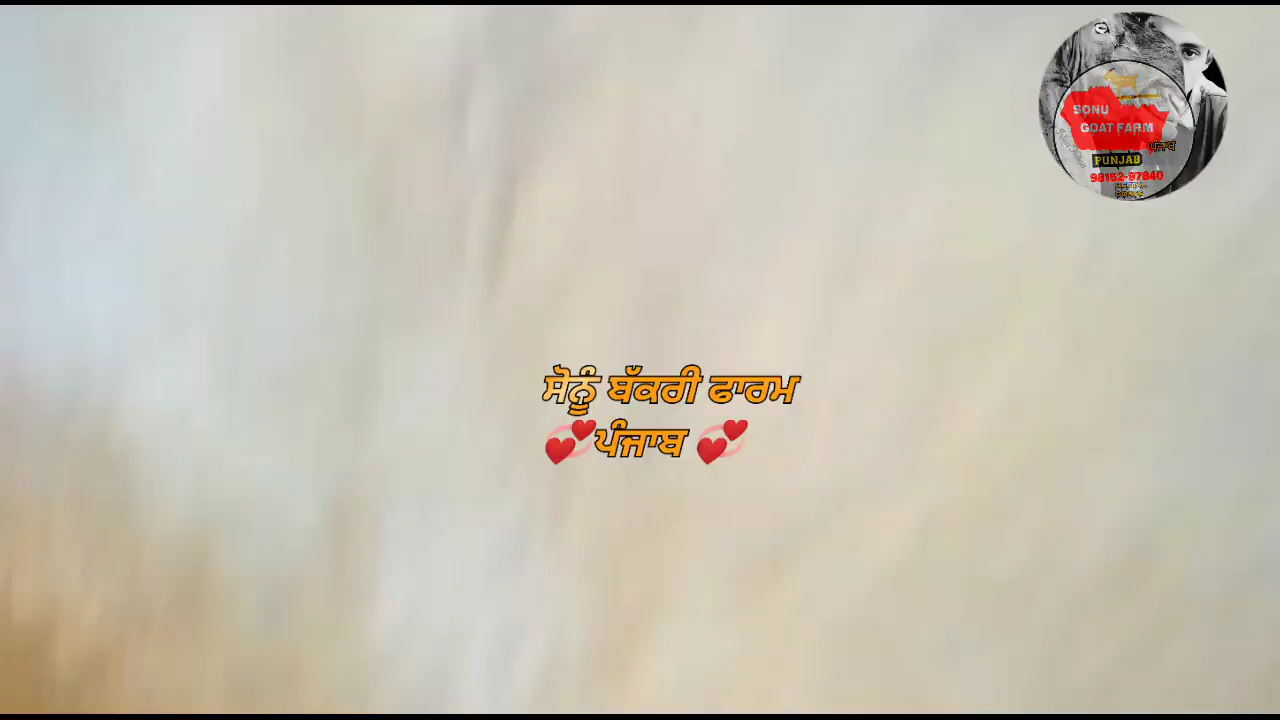 SONU
GOAT FARM
ਪੰਜਾਬ
PUNJAB
98152-97840
ਸੋਨੂੰ ਬੱਕਰੀ ਫਾਰਮ
💞ਪੰਜਾਬ 💞